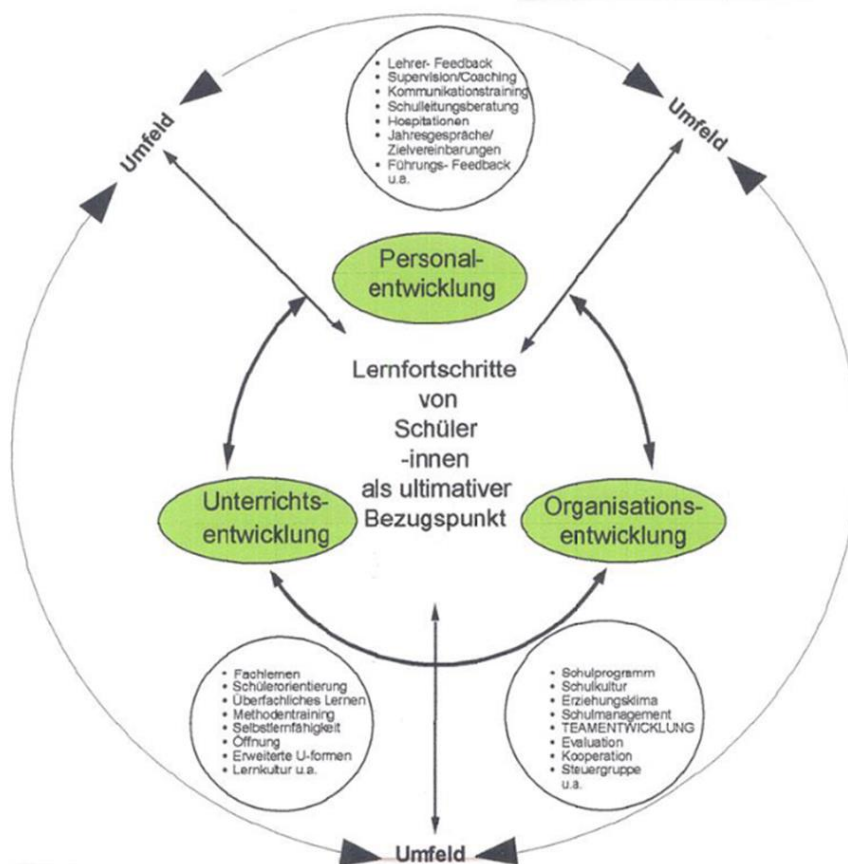 • Lehrer- Feedback
• Supervision/Coaching
• Kommunikationstraining
• Schulleitungsberatung
• Hospitationen
• Jahresgespräche/
Zielvereinbarungen
• Führungs- Feedback
u.a.
Umfeld
Umfeld
Personal-
entwicklung
Lernfortschritte
von
Schüler
-innen
als ultimativer
Bezugspunkt
Unterrichts-
entwicklung
Organisations-
entwicklung
• Fachlernen
• Schülerorientierung
• Überfachliches Lernen
• Methodentraining
• Selbstlernfähigkeit
• Öffnung
• Erweiterte U-formen
• Lernkultur u.a.
• Schulprogramm
• Schulkultur
• Erziehungsklima
• Schulmanagement
• TEAMENTWICKLUNG
• Evaluation
• Kooperation
• Steuergruppe
u.a.
Umfeld